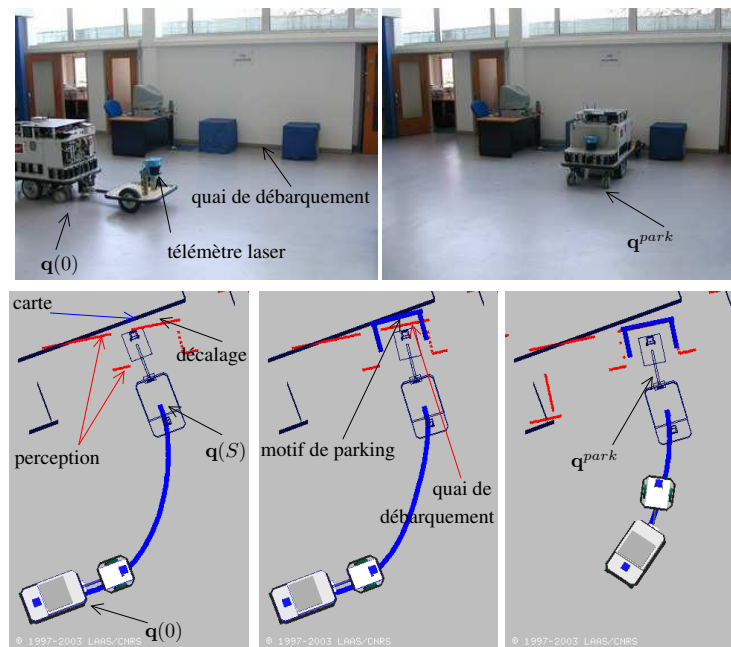 quai de débarquement
télémètre laser
q(0)
q^park
carte
décalage
perception
q(S)
q(0)
© 1997-2003 LAAS/CNRS
motif de parking
quai de
débarquement
© 1997-2003 LAAS/CNRS
q^park
© 1997-2003 LAAS/CNRS